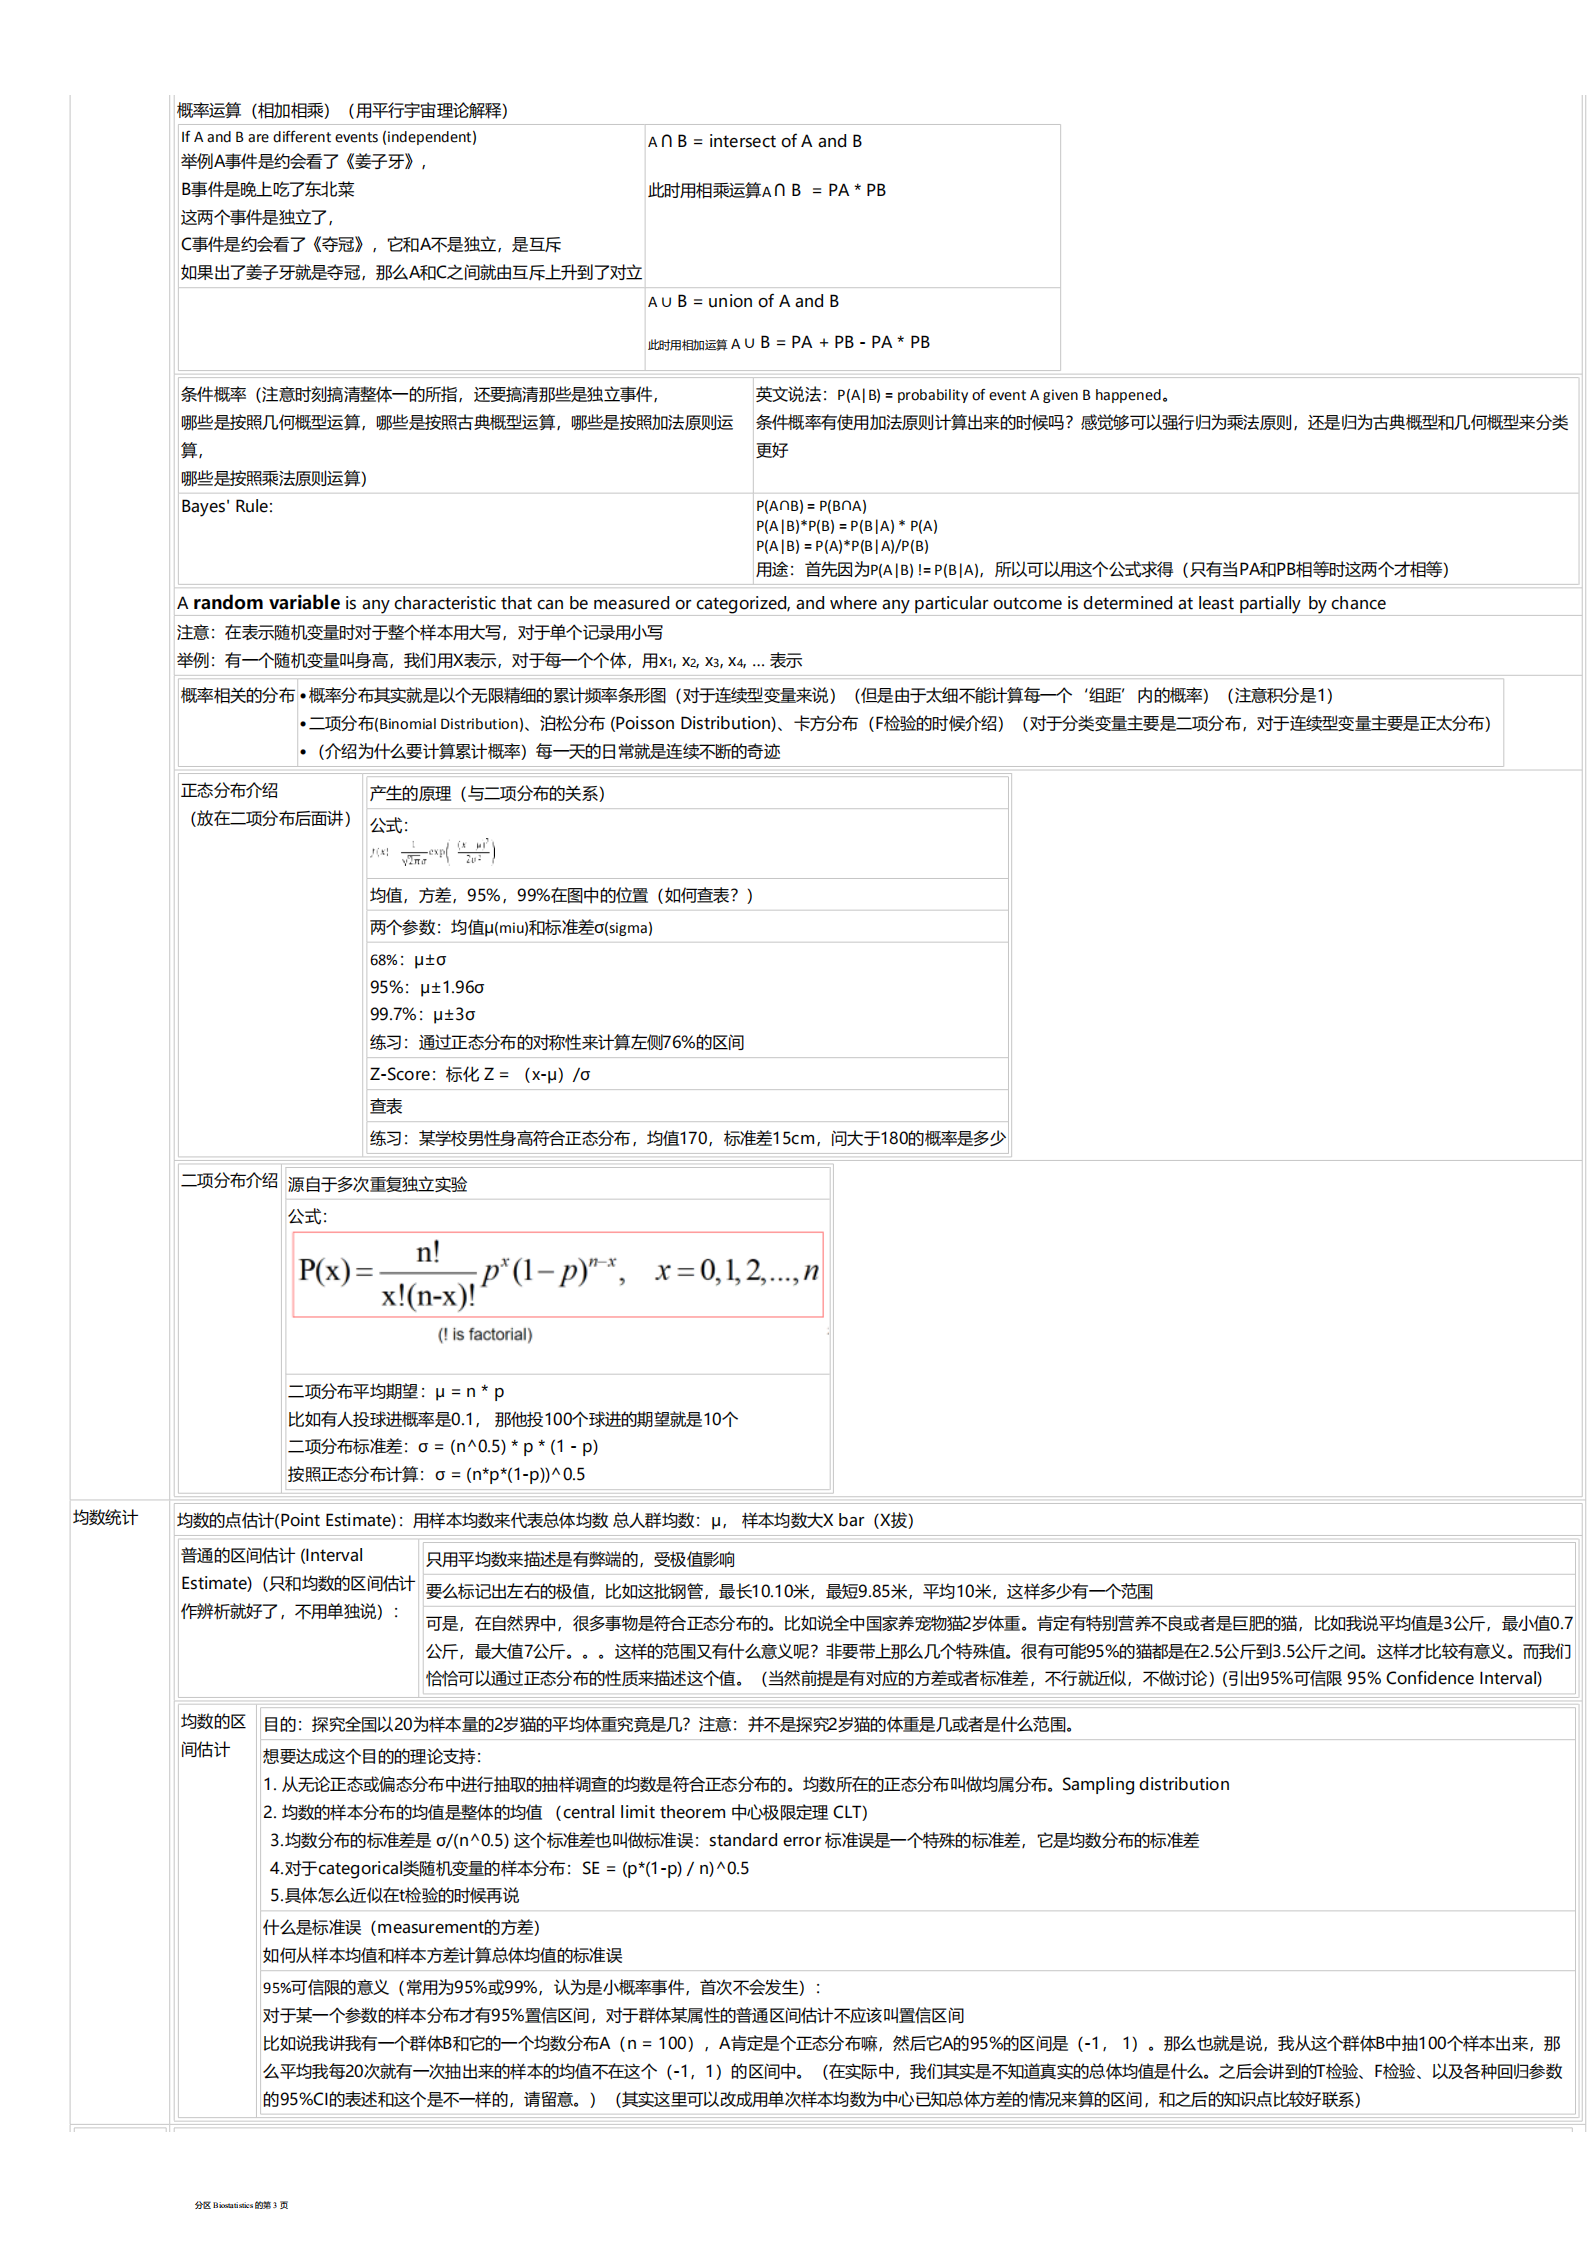 概率运算（相加相乘）（用平行宇宙理论解释）
If A and B are different events (independent)
举例A事件是约会看了《姜子牙》，
B事件是晚上吃了东北菜
这两个事件是独立了，
C事件是约会看了《夺冠》，它和A不是独立，是互斥
如果出了姜子牙就是夺冠，那么A和C之间就由互斥上升到了对立
A ∩ B = intersect of A and B
此时用相乘运算A ∩ B = PA * PB
A ∪ B = union of A and B
此时用相加运算 A ∪ B = PA + PB - PA * PB
条件概率（注意时刻搞清整体一的所指，还要搞清那些是独立事件，
哪些是按照几何概型运算，哪些是按照古典概型运算，哪些是按照加法原则运
算，
哪些是按照乘法原则运算）
英文说法：P(A|B) = probability of event A given B happened。
条件概率有使用加法原则计算出来的时候吗？感觉够可以强行归为乘法原则，还是归为古典概型和几何概型来分类
更好
Bayes' Rule:
P(A∩B) = P(B∩A)
P(A|B)*P(B) = P(B|A) * P(A)
P(A|B) = P(A)*P(B|A)/P(B)
用途：首先因为P(A|B) != P(B|A)，所以可以用这个公式求得（只有当PA和PB相等时这两个才相等）
A random variable is any characteristic that can be measured or categorized, and where any particular outcome is determined at least partially by chance
注意：在表示随机变量时对于整个样本用大写，对于单个记录用小写
举例：有一个随机变量叫身高，我们用X表示，对于每一个个体，用x₁, x₂, x₃, x₄, ... 表示
概率相关的分布
• 概率分布其实就是以个无限精细的累计频率条形图（对于连续型变量来说）（但是由于太细不能计算每一个‘组距’内的概率）（注意积分是1）
• 二项分布(Binomial Distribution)、泊松分布 (Poisson Distribution)、卡方分布（F检验的时候介绍）（对于分类变量主要是二项分布，对于连续型变量主要是正太分布）
• （介绍为什么要计算累计概率）每一天的日常就是连续不断的奇迹
正态分布介绍
（放在二项分布后面讲）
产生的原理（与二项分布的关系）
公式：
f(x) 1/√2π σ exp( (x μ)²/2σ² )
均值，方差，95%，99%在图中的位置（如何查表？）
两个参数：均值μ(miu)和标准差σ(sigma)
68%：μ±σ
95%：μ±1.96σ
99.7%：μ±3σ
练习：通过正态分布的对称性来计算左侧76%的区间
Z-Score：标化 Z = （x-μ）/σ
查表
练习：某学校男性身高符合正态分布，均值170，标准差15cm，问大于180的概率是多少
二项分布介绍
源自于多次重复独立实验
公式：
P(x) = n!/x!(n-x)! pˣ(1−p)ⁿ⁻ˣ, x = 0,1,2,...,n
(! is factorial)
二项分布平均期望：μ = n * p
比如有人投球进概率是0.1， 那他投100个球进的期望就是10个
二项分布标准差：σ = (n^0.5) * p * (1 - p)
按照正态分布计算：σ = (n*p*(1-p))^0.5
均数统计
均数的点估计(Point Estimate)：用样本均数来代表总体均数 总人群均数：μ， 样本均数大X bar（X拔）
普通的区间估计 (Interval
Estimate)（只和均数的区间估计
作辨析就好了，不用单独说）：
只用平均数来描述是有弊端的，受极值影响
要么标记出左右的极值，比如这批钢管，最长10.10米，最短9.85米，平均10米，这样多少有一个范围
可是，在自然界中，很多事物是符合正态分布的。比如说全中国家养宠物猫2岁体重。肯定有特别营养不良或者是巨肥的猫，比如我说平均值是3公斤，最小值0.7
公斤，最大值7公斤。。。这样的范围又有什么意义呢？非要带上那么几个特殊值。很有可能95%的猫都是在2.5公斤到3.5公斤之间。这样才比较有意义。而我们
恰恰可以通过正态分布的性质来描述这个值。（当然前提是有对应的方差或者标准差，不行就近似，不做讨论）(引出95%可信限 95% Confidence Interval)
均数的区
间估计
目的：探究全国以20为样本量的2岁猫的平均体重究竟是几？注意：并不是探究2岁猫的体重是几或者是什么范围。
想要达成这个目的的理论支持：
1. 从无论正态或偏态分布中进行抽取的抽样调查的均数是符合正态分布的。均数所在的正态分布叫做均属分布。Sampling distribution
2. 均数的样本分布的均值是整体的均值 （central limit theorem 中心极限定理 CLT）
3.均数分布的标准差是 σ/(n^0.5) 这个标准差也叫做标准误：standard error 标准误是一个特殊的标准差，它是均数分布的标准差
4.对于categorical类随机变量的样本分布：SE = (p*(1-p) / n)^0.5
5.具体怎么近似在t检验的时候再说
什么是标准误（measurement的方差）
如何从样本均值和样本方差计算总体均值的标准误
95%可信限的意义（常用为95%或99%，认为是小概率事件，首次不会发生）：
对于某一个参数的样本分布才有95%置信区间，对于群体某属性的普通区间估计不应该叫置信区间
比如说我讲我有一个群体B和它的一个均数分布A（n = 100），A肯定是个正态分布嘛，然后它A的95%的区间是（-1， 1）。那么也就是说，我从这个群体B中抽100个样本出来，那
么平均我每20次就有一次抽出来的样本的均值不在这个（-1，1）的区间中。（在实际中，我们其实是不知道真实的总体均值是什么。之后会讲到的T检验、F检验、以及各种回归参数
的95%CI的表述和这个是不一样的，请留意。）（其实这里可以改成用单次样本均数为中心已知总体方差的情况来算的区间，和之后的知识点比较好联系）
分区 Biostatistics 的第 3 页